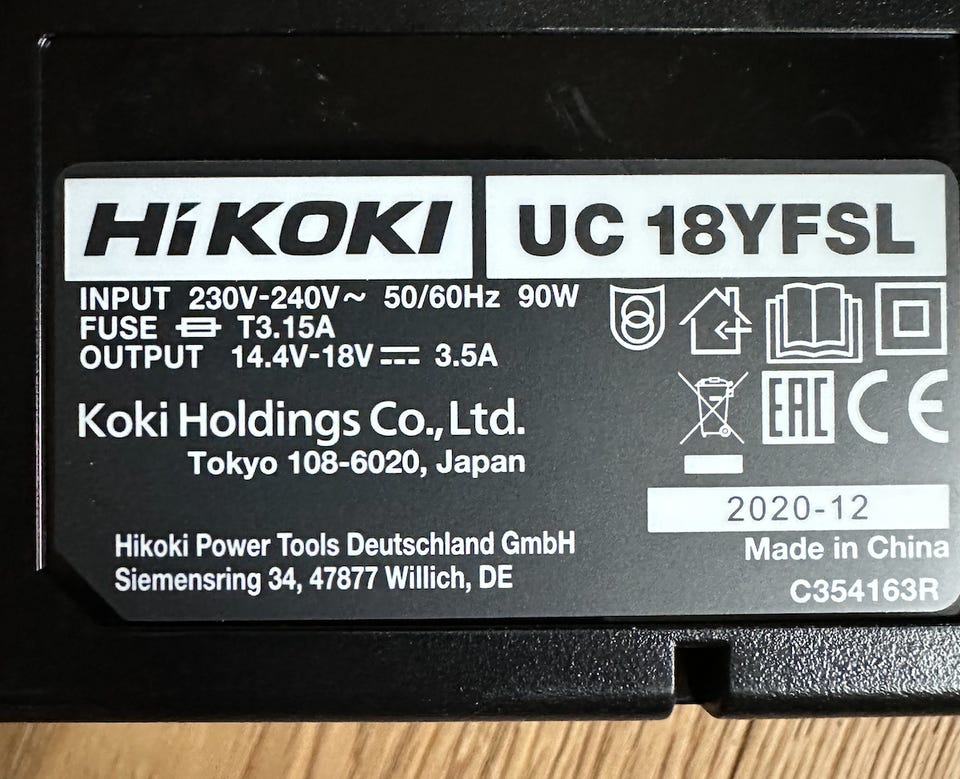 HiKOKI
UC 18YFSL
INPUT 230V-240V~ 50/60Hz 90W
FUSE T3.15A
OUTPUT 14.4V-18V⎓ 3.5A
Koki Holdings Co., Ltd.
Tokyo 108-6020, Japan
EAC
CE
2020-12
Made in China
Hikoki Power Tools Deutschland GmbH
Siemensring 34, 47877 Willich, DE
C354163R